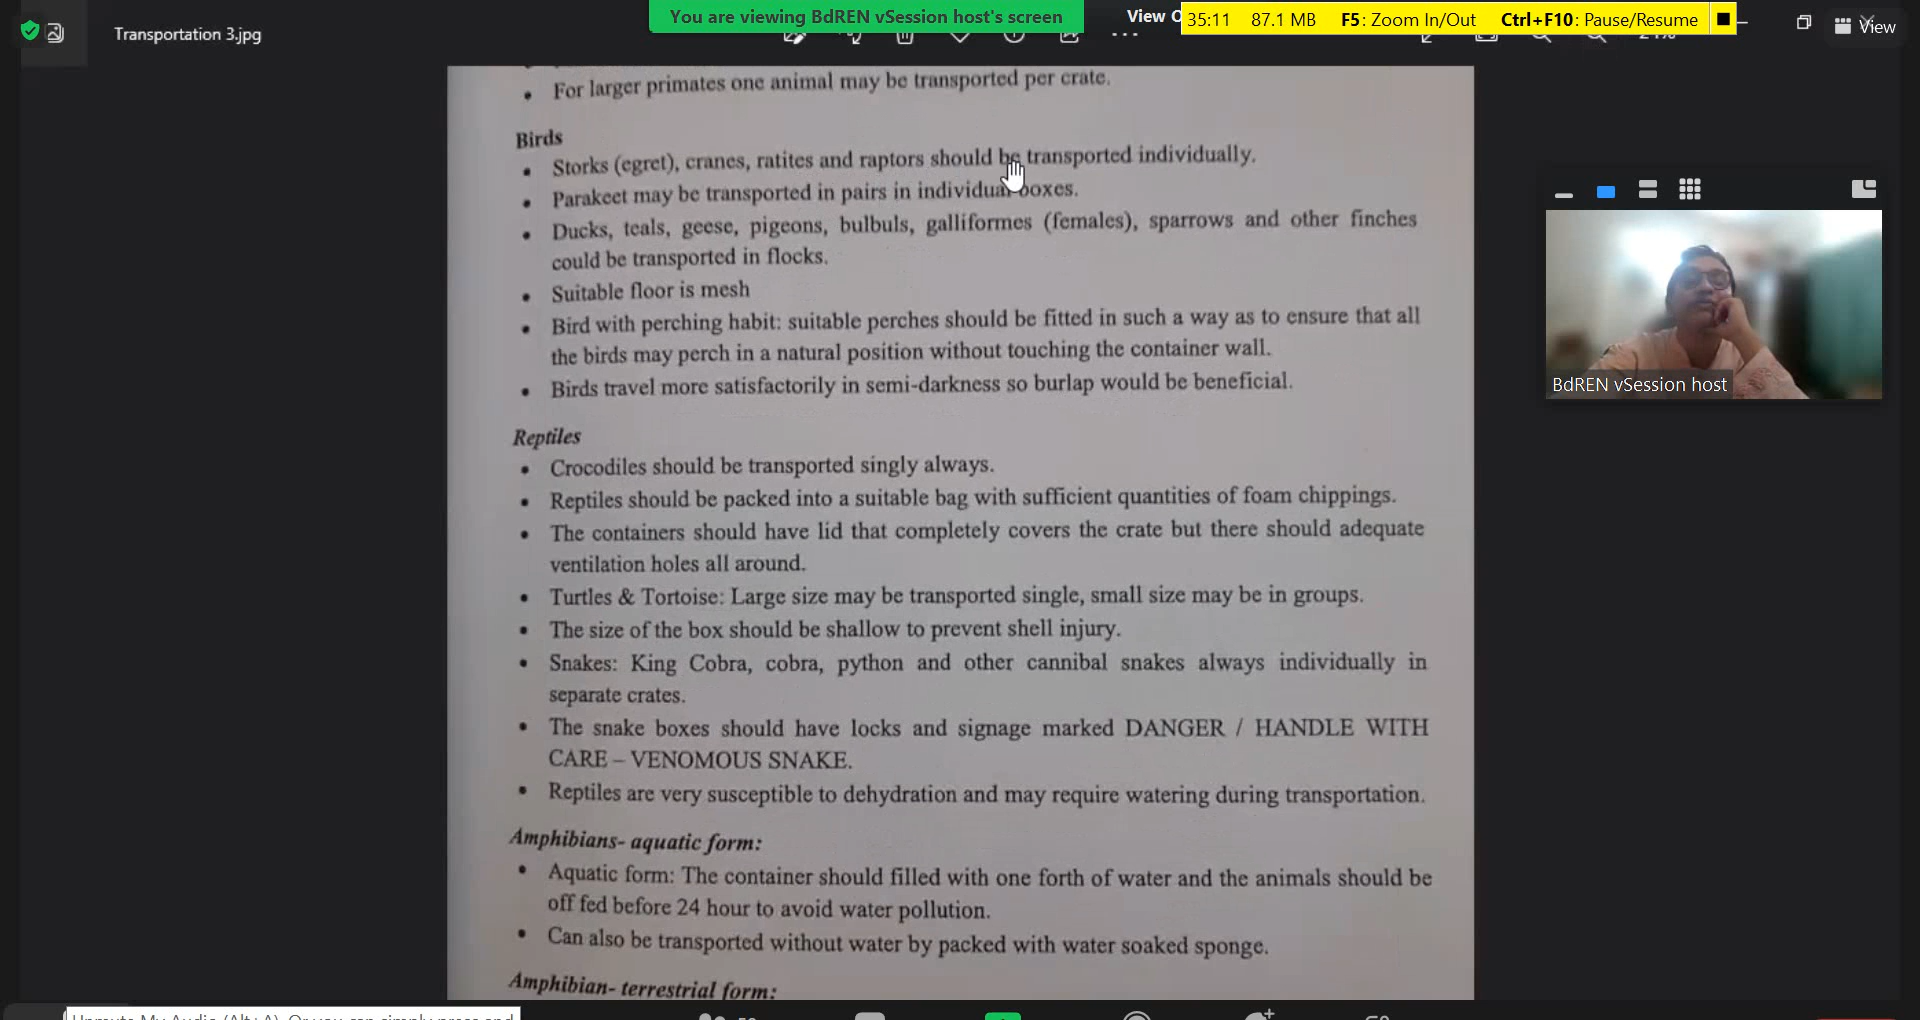 You are viewing BdREN vSession host's screen
View
35:11 87.1 MB F5: Zoom In/Out Ctrl+F10: Pause/Resume
View
Transportation 3.jpg
For larger primates one animal may be transported per crate.
Birds
• Storks (egret), cranes, ratites and raptors should be transported individually.
• Parakeet may be transported in pairs in individual boxes.
• Ducks, teals, geese, pigeons, bulbuls, galliformes (females), sparrows and other finches
could be transported in flocks.
• Suitable floor is mesh
• Bird with perching habit: suitable perches should be fitted in such a way as to ensure that all
the birds may perch in a natural position without touching the container wall.
• Birds travel more satisfactorily in semi-darkness so burlap would be beneficial.
Reptiles
• Crocodiles should be transported singly always.
• Reptiles should be packed into a suitable bag with sufficient quantities of foam chippings.
• The containers should have lid that completely covers the crate but there should adequate
ventilation holes all around.
• Turtles & Tortoise: Large size may be transported single, small size may be in groups.
• The size of the box should be shallow to prevent shell injury.
• Snakes: King Cobra, cobra, python and other cannibal snakes always individually in
separate crates.
• The snake boxes should have locks and signage marked DANGER / HANDLE WITH
CARE – VENOMOUS SNAKE.
• Reptiles are very susceptible to dehydration and may require watering during transportation.
Amphibians- aquatic form:
• Aquatic form: The container should filled with one forth of water and the animals should be
off fed before 24 hour to avoid water pollution.
• Can also be transported without water by packed with water soaked sponge.
Amphibian- terrestrial form:
BdREN vSession host